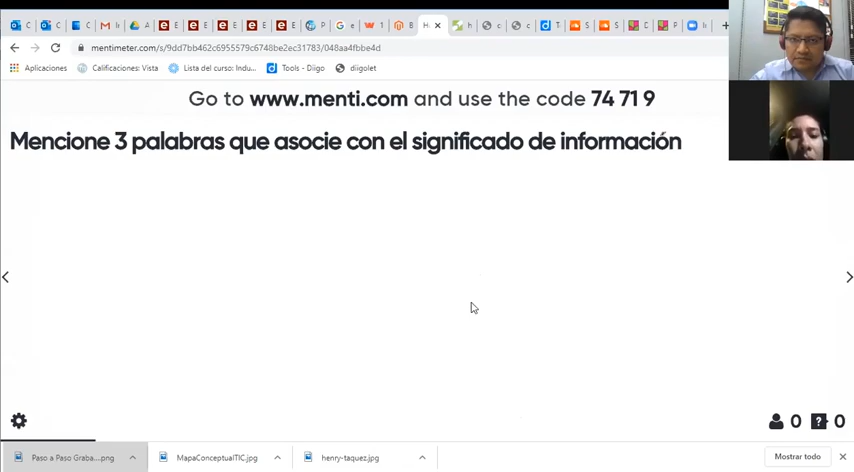 mentimeter.com/s/9dd7bb462c6955579c6748be2ec31783/048aa4fbbe4d
Aplicaciones Calificaciones: Vista Lista del curso: Indu... Tools - Diigo diigolet
Go to www.menti.com and use the code 74 71 9
Mencione 3 palabras que asocie con el significado de información
0 ? 0
Paso a Paso Graba....png MapaConceptualTIC.jpg henry-taquez.jpg Mostrar todo